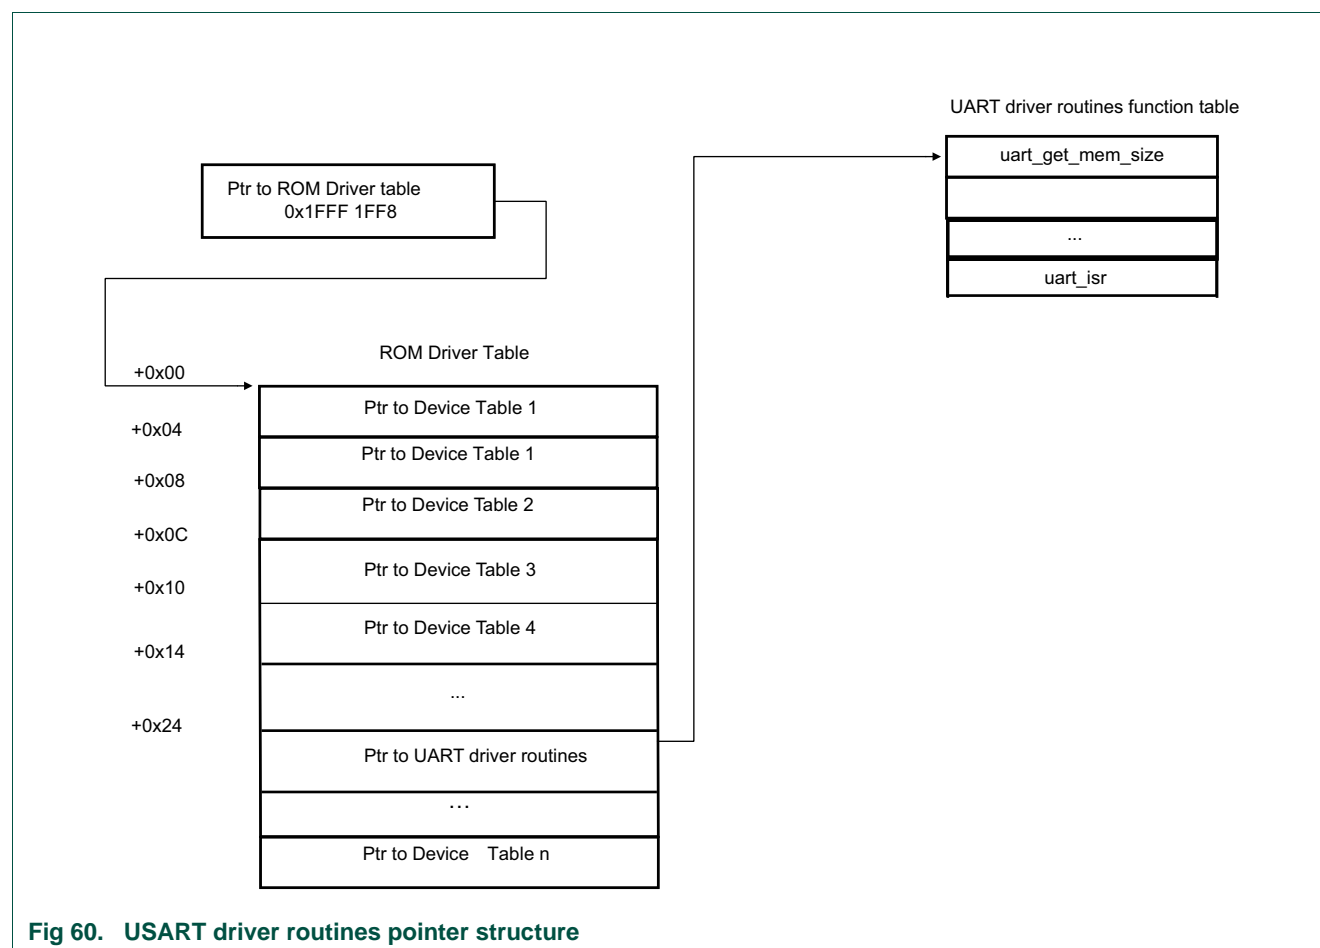 UART driver routines function table
uart_get_mem_size
...
uart_isr
Ptr to ROM Driver table
0x1FFF 1FF8
ROM Driver Table
+0x00
Ptr to Device Table 1
+0x04
Ptr to Device Table 1
+0x08
Ptr to Device Table 2
+0x0C
Ptr to Device Table 3
+0x10
Ptr to Device Table 4
+0x14
...
+0x24
Ptr to UART driver routines
...
Ptr to Device Table n
Fig 60. USART driver routines pointer structure